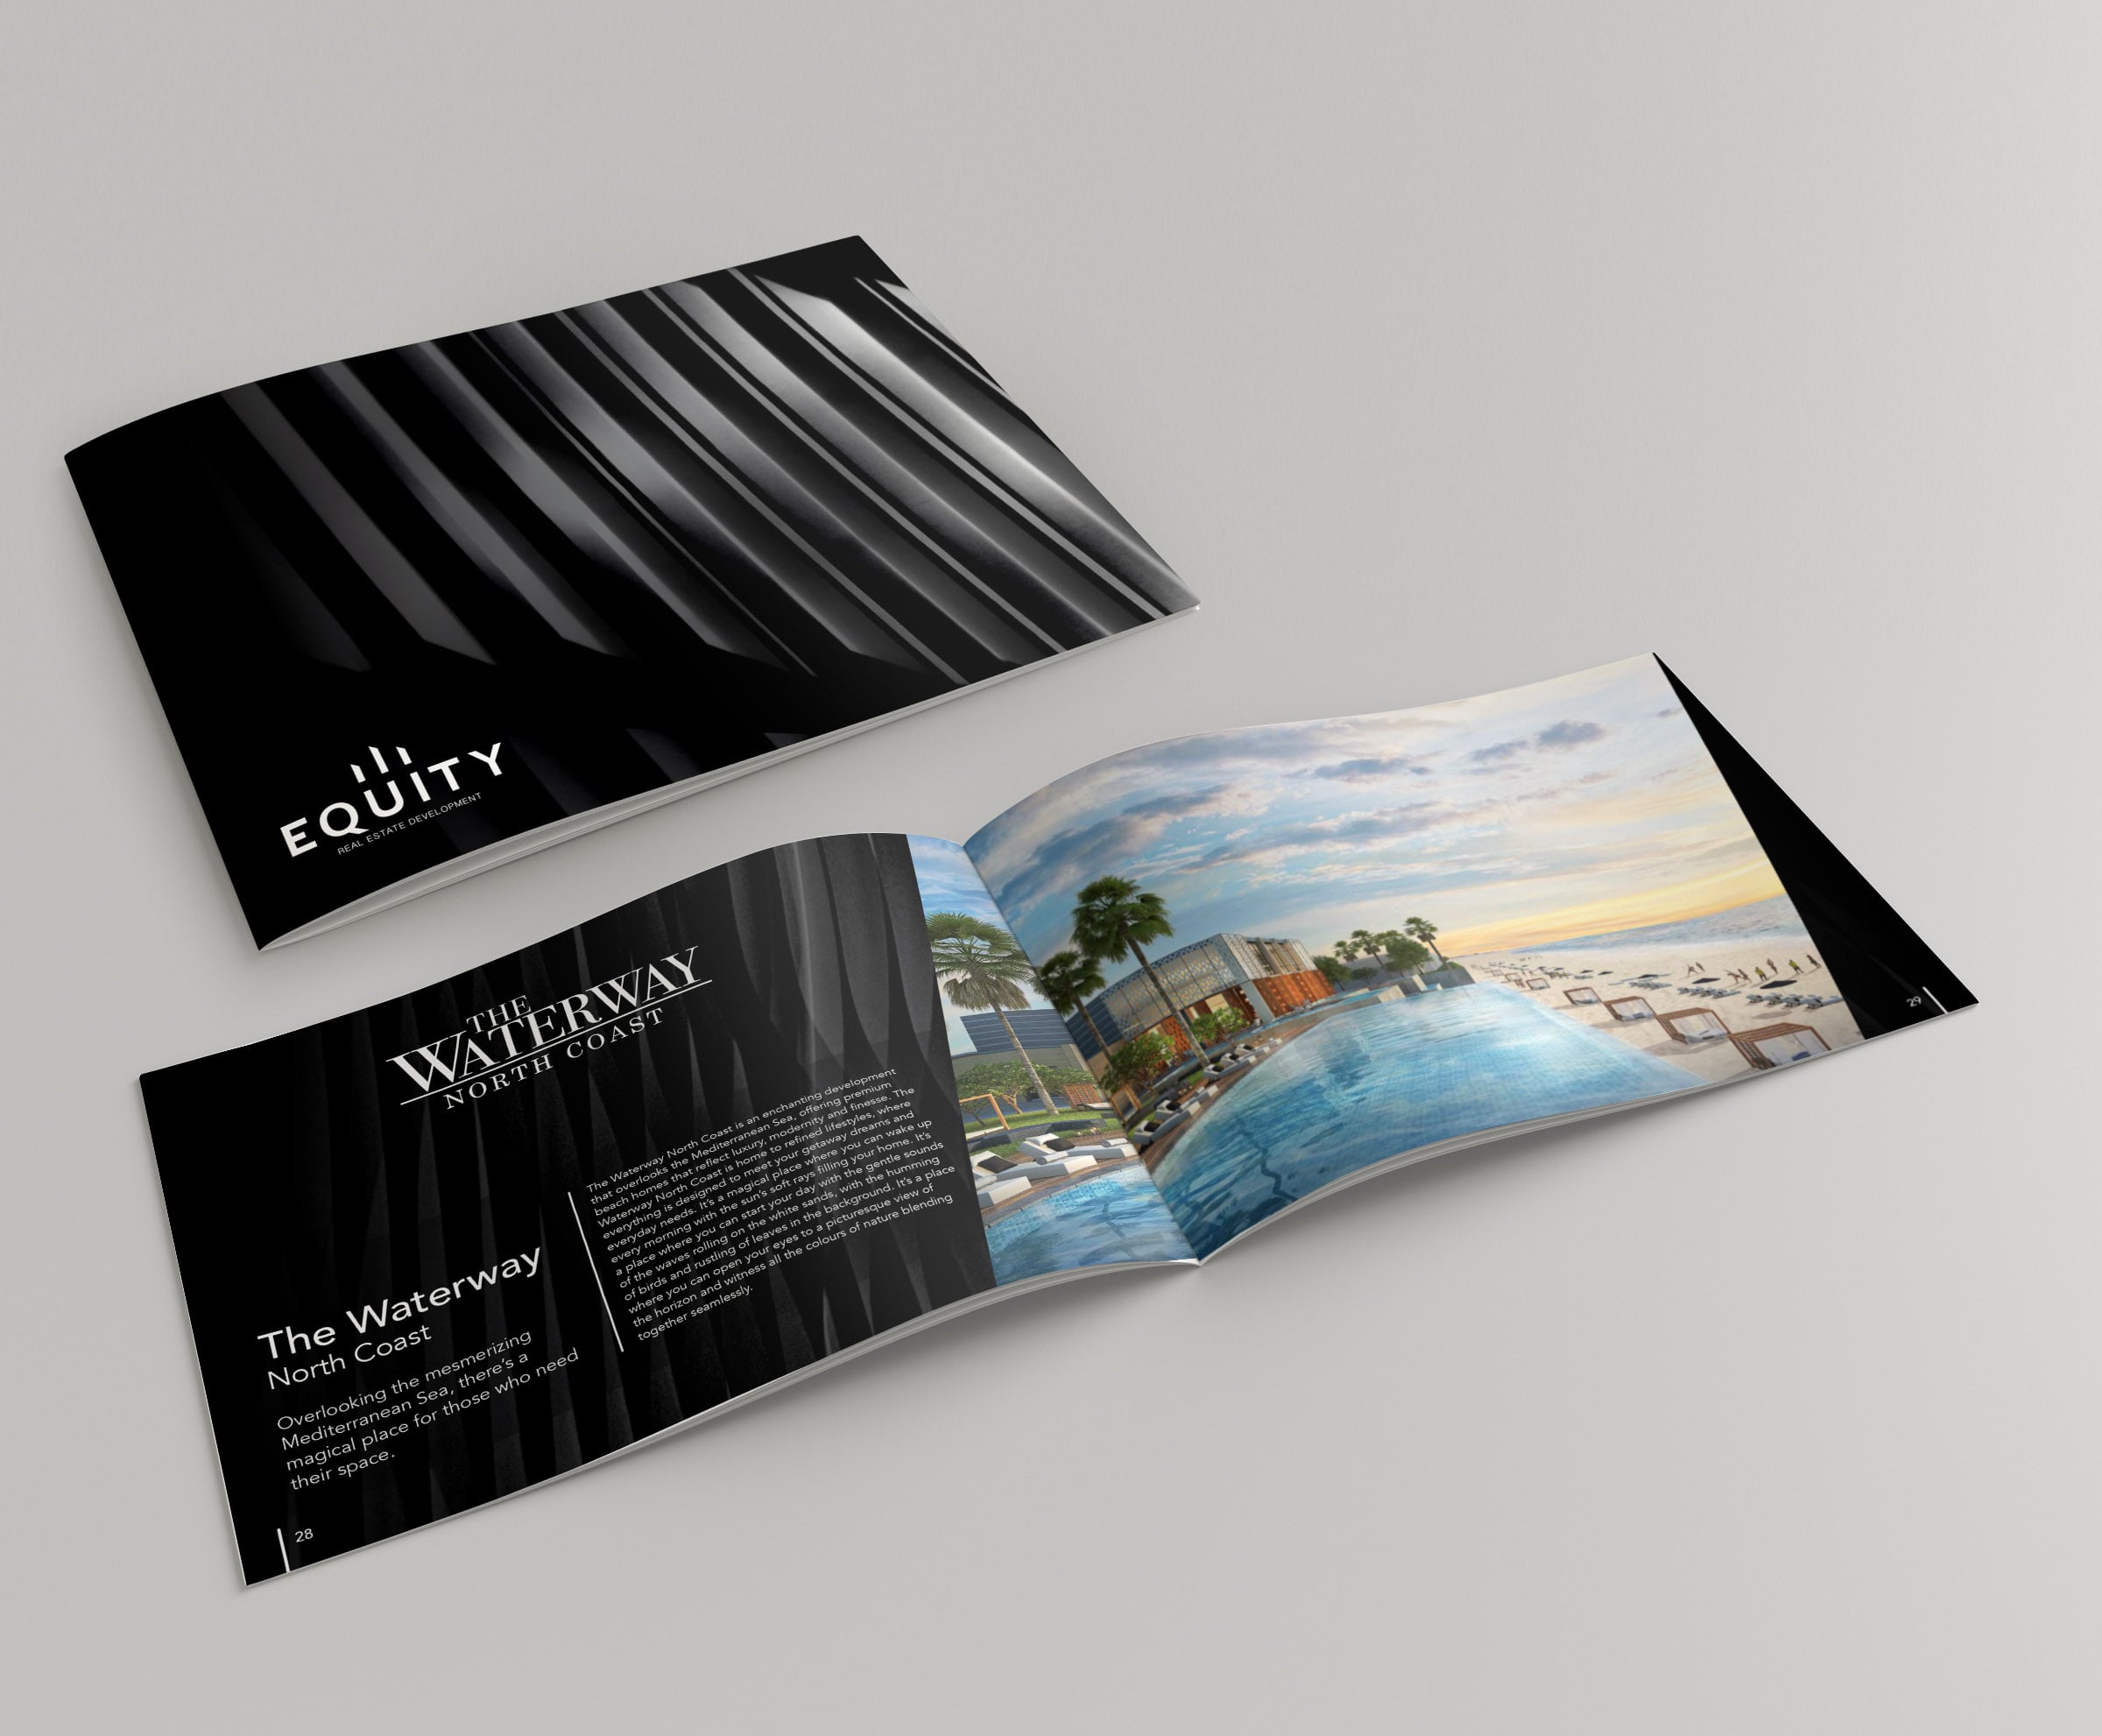 EQUITY
REAL ESTATE DEVELOPMENT
THE
WATERWAY
NORTH COAST
The Waterway
North Coast
Overlooking the mesmerizing
Mediterranean Sea, there's a
magical place for those who need
their space.
The Waterway North Coast is an enchanting development
that overlooks the Mediterranean Sea, offering premium
beach homes that reflect luxury, modernity and finesse. The
Waterway North Coast is home to refined lifestyles, where
everything is designed to meet your getaway dreams and
everyday needs. It's a magical place where you can wake up
every morning with the sun's soft rays filling your home. It's
a place where you can start your day with the gentle sounds
of the waves rolling on the white sands, with the humming
of birds and rustling of leaves in the background. It's a place
where you can open your eyes to a picturesque view of
the horizon and witness all the colours of nature blending
together seamlessly.
28
29